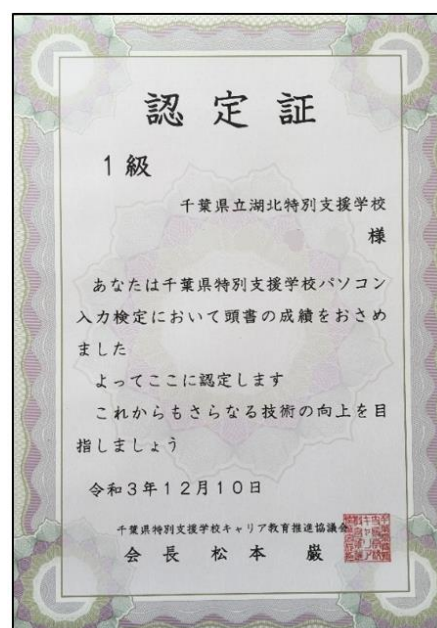 認定証
1級
千葉県立湖北特別支援学校
様
あなたは千葉県特別支援学校パソコン
入力検定において頭書の成績をおさめ
ました
よってここに認定します
これからもさらなる技術の向上を目
指しましょう
令和3年12月10日
千葉県特別支援学校キャリア教育推進協議会
会長 松本 巌